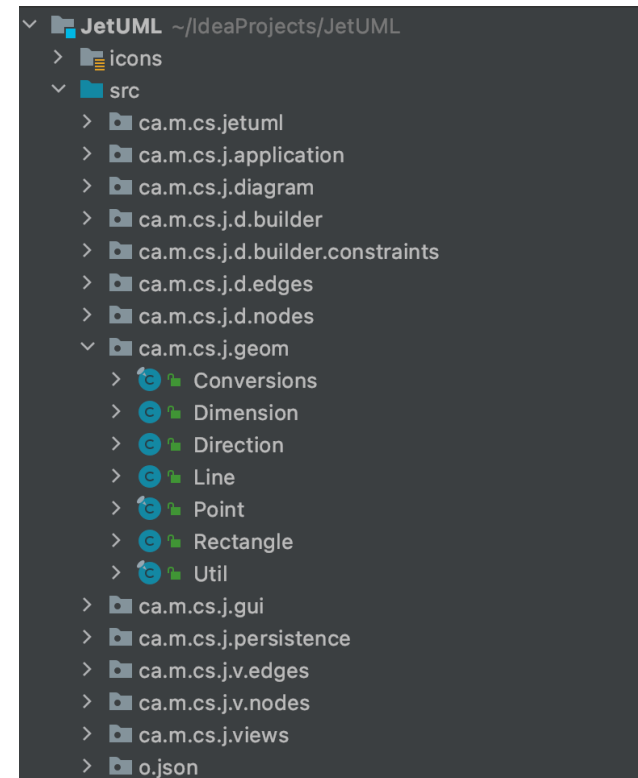 JetUML ~/IdeaProjects/JetUML
icons
src
ca.m.cs.jetuml
ca.m.cs.j.application
ca.m.cs.j.diagram
ca.m.cs.j.d.builder
ca.m.cs.j.d.builder.constraints
ca.m.cs.j.d.edges
ca.m.cs.j.d.nodes
ca.m.cs.j.geom
C Conversions
C Dimension
C Direction
C Line
C Point
C Rectangle
C Util
ca.m.cs.j.gui
ca.m.cs.j.persistence
ca.m.cs.j.v.edges
ca.m.cs.j.v.nodes
ca.m.cs.j.views
o.json